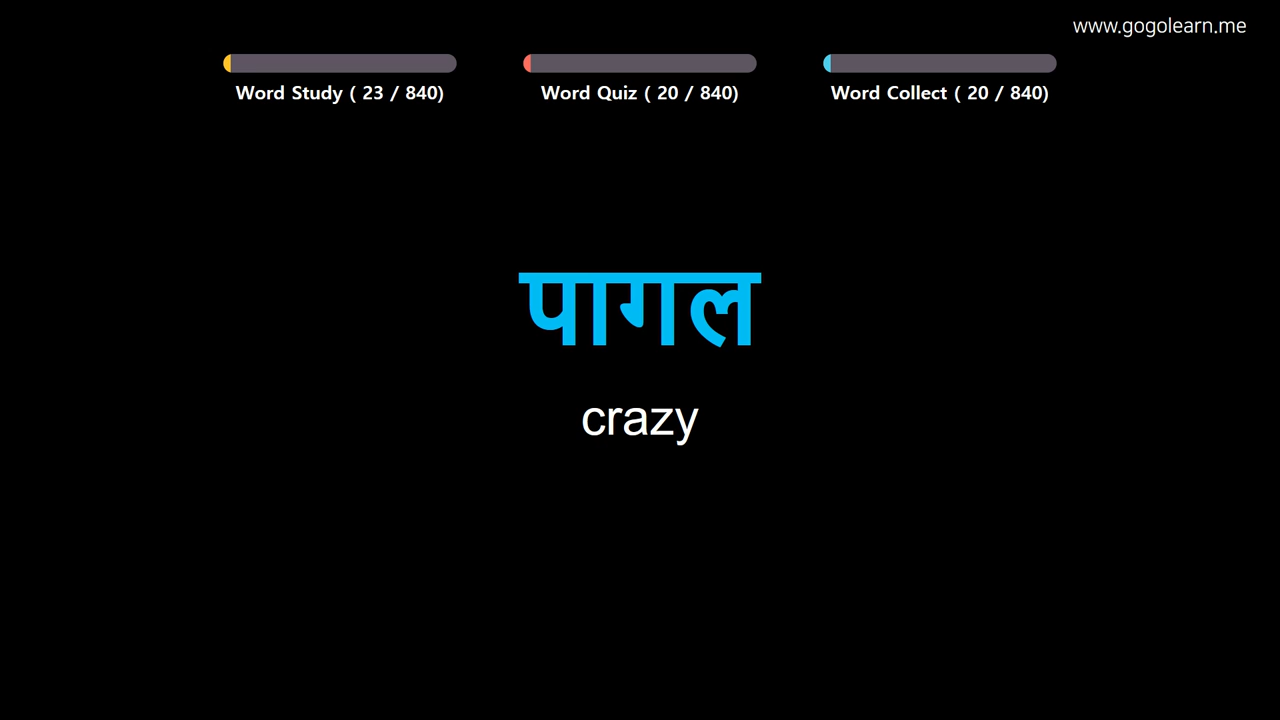 www.gogolearn.me
Word Study ( 23 / 840)
Word Quiz ( 20 / 840)
Word Collect ( 20 / 840)
पागल
crazy